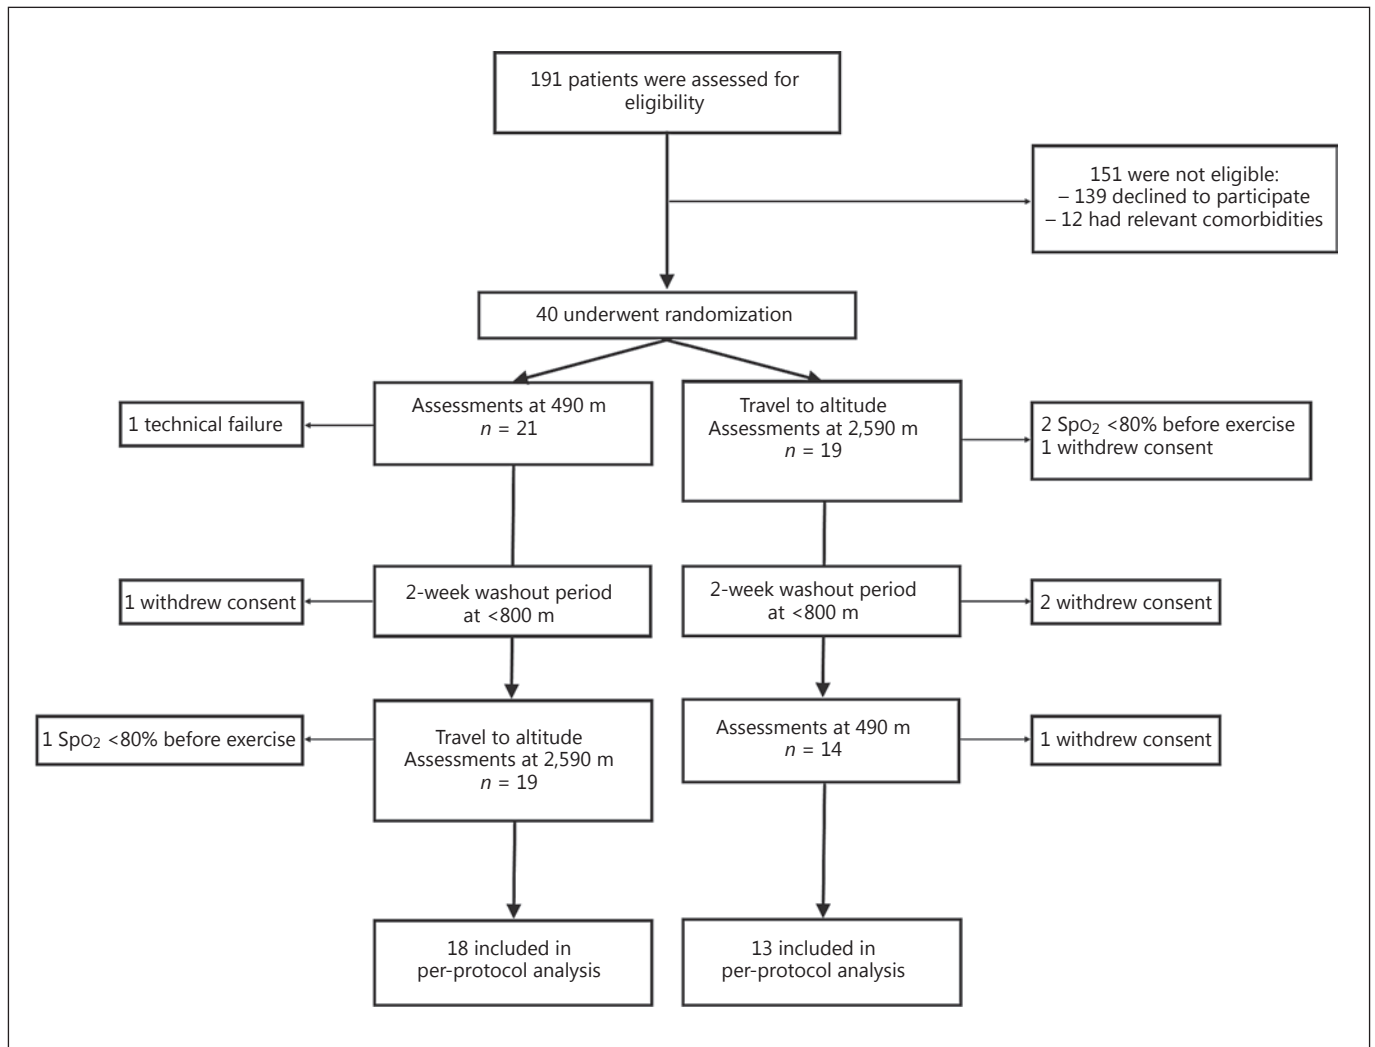 191 patients were assessed for
eligibility
151 were not eligible:
– 139 declined to participate
– 12 had relevant comorbidities
40 underwent randomization
Assessments at 490 m
n = 21
1 technical failure
Travel to altitude
Assessments at 2,590 m
n = 19
2 SpO2 <80% before exercise
1 withdrew consent
2-week washout period
at <800 m
1 withdrew consent
2-week washout period
at <800 m
2 withdrew consent
Travel to altitude
Assessments at 2,590 m
n = 19
1 SpO2 <80% before exercise
Assessments at 490 m
n = 14
1 withdrew consent
18 included in
per-protocol analysis
13 included in
per-protocol analysis